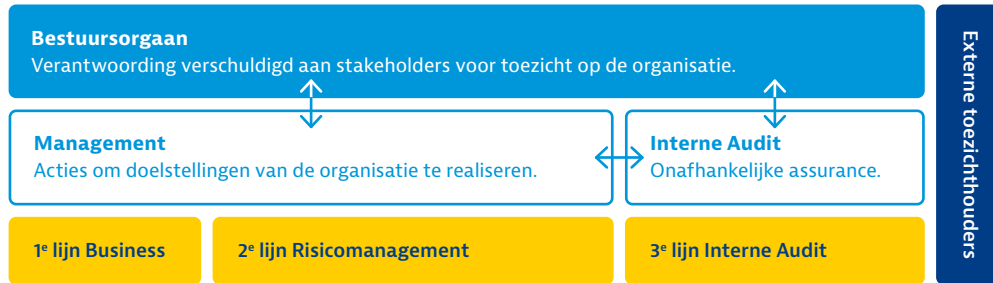 Bestuursorgaan
Verantwoording verschuldigd aan stakeholders voor toezicht op de organisatie.
Management
Acties om doelstellingen van de organisatie te realiseren.
Interne Audit
Onafhankelijke assurance.
1e lijn Business
2e lijn Risicomanagement
3e lijn Interne Audit
Externe toezichthouders